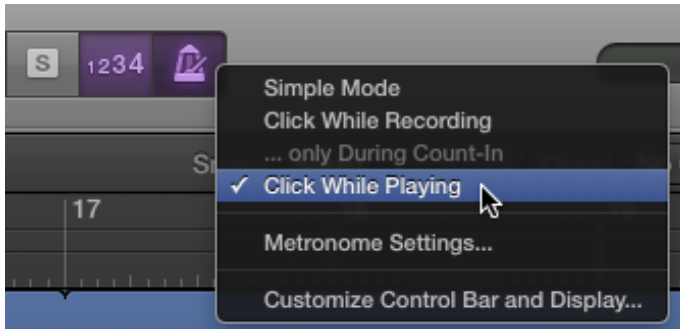 S
1234
Simple Mode
Click While Recording
... only During Count-In
✓ Click While Playing
17
Metronome Settings...
Customize Control Bar and Display...